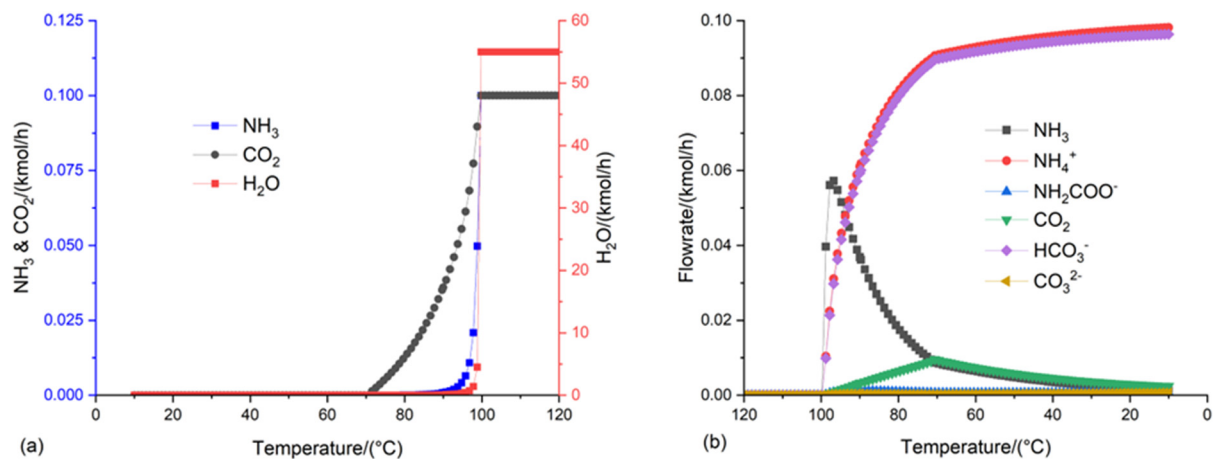 0.125
0.100
0.075
0.050
0.025
0.000
NH₃ & CO₂/(kmol/h)
NH₃
CO₂
H₂O
60
50
40
30
20
10
0
H₂O/(kmol/h)
0 20 40 60 80 100 120
(a) Temperature/(°C)
0.10
0.08
0.06
0.04
0.02
0.00
Flowrate/(kmol/h)
NH₃
NH₄⁺
NH₂COO⁻
CO₂
HCO₃⁻
CO₃²⁻
120 100 80 60 40 20 0
(b) Temperature/(°C)